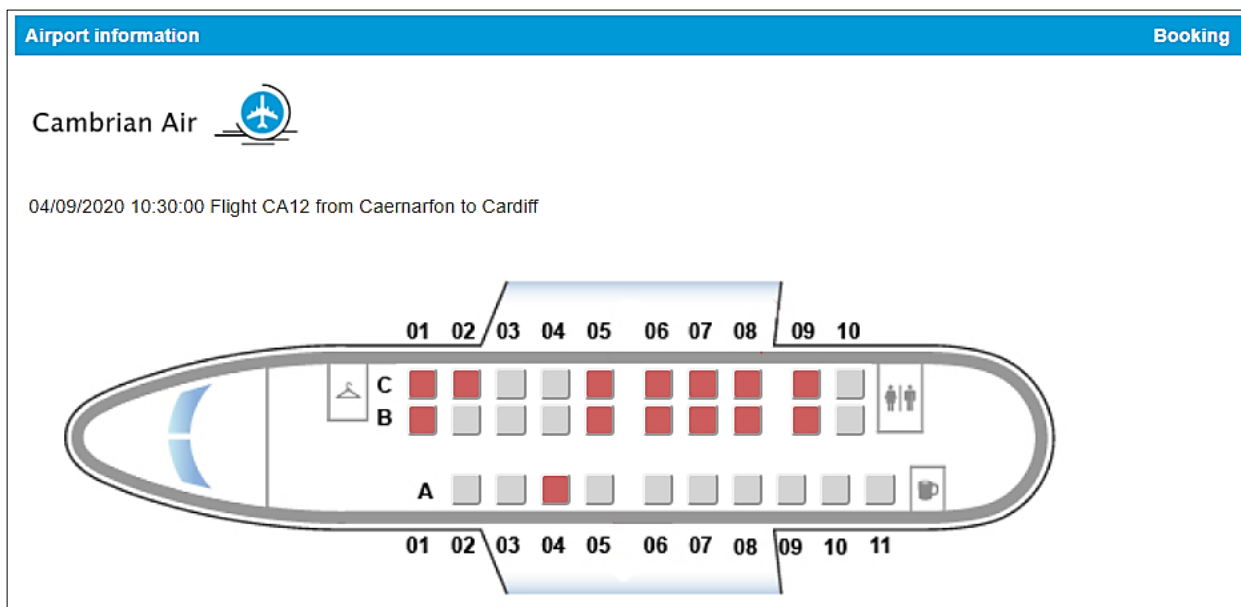 Airport information Booking
Cambrian Air
04/09/2020 10:30:00 Flight CA12 from Caernarfon to Cardiff
01 02 03 04 05 06 07 08 09 10
C
B
A
01 02 03 04 05 06 07 08 09 10 11